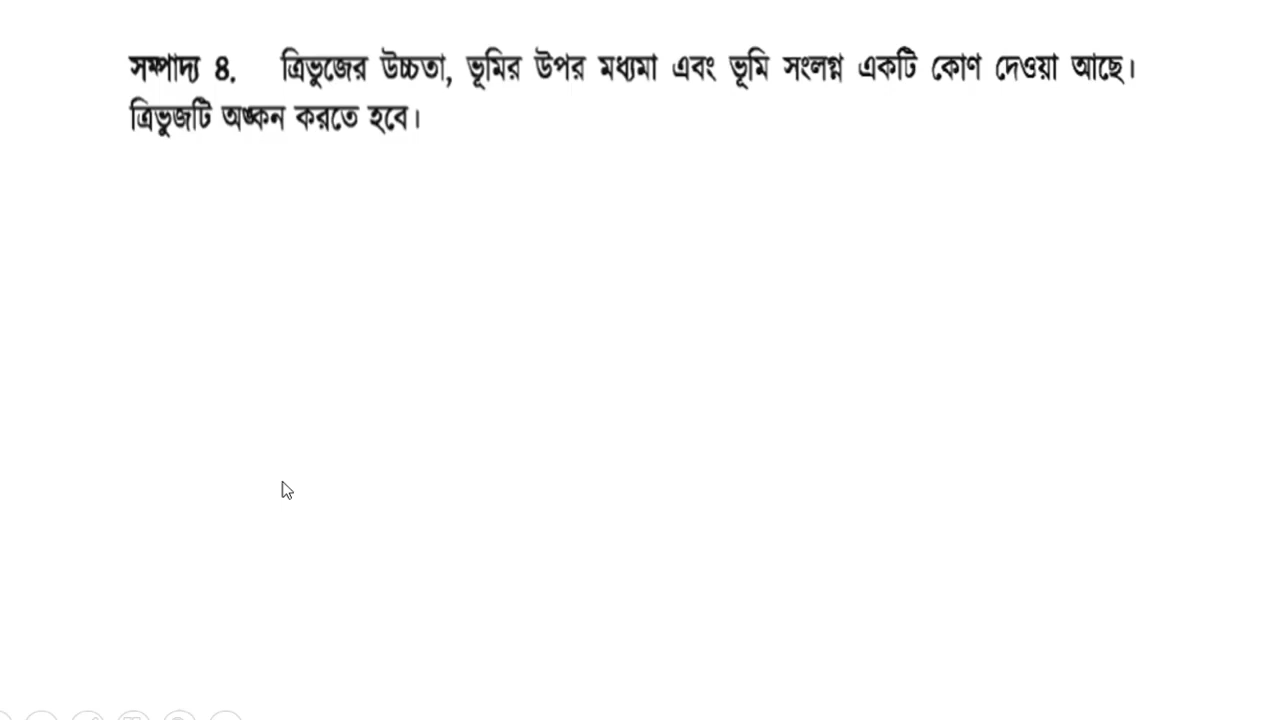 সম্পাদ্য ৪. ত্রিভুজের উচ্চতা, ভূমির উপর মধ্যমা এবং ভূমি সংলগ্ন একটি কোণ দেওয়া আছে।
ত্রিভুজটি অঙ্কন করতে হবে।